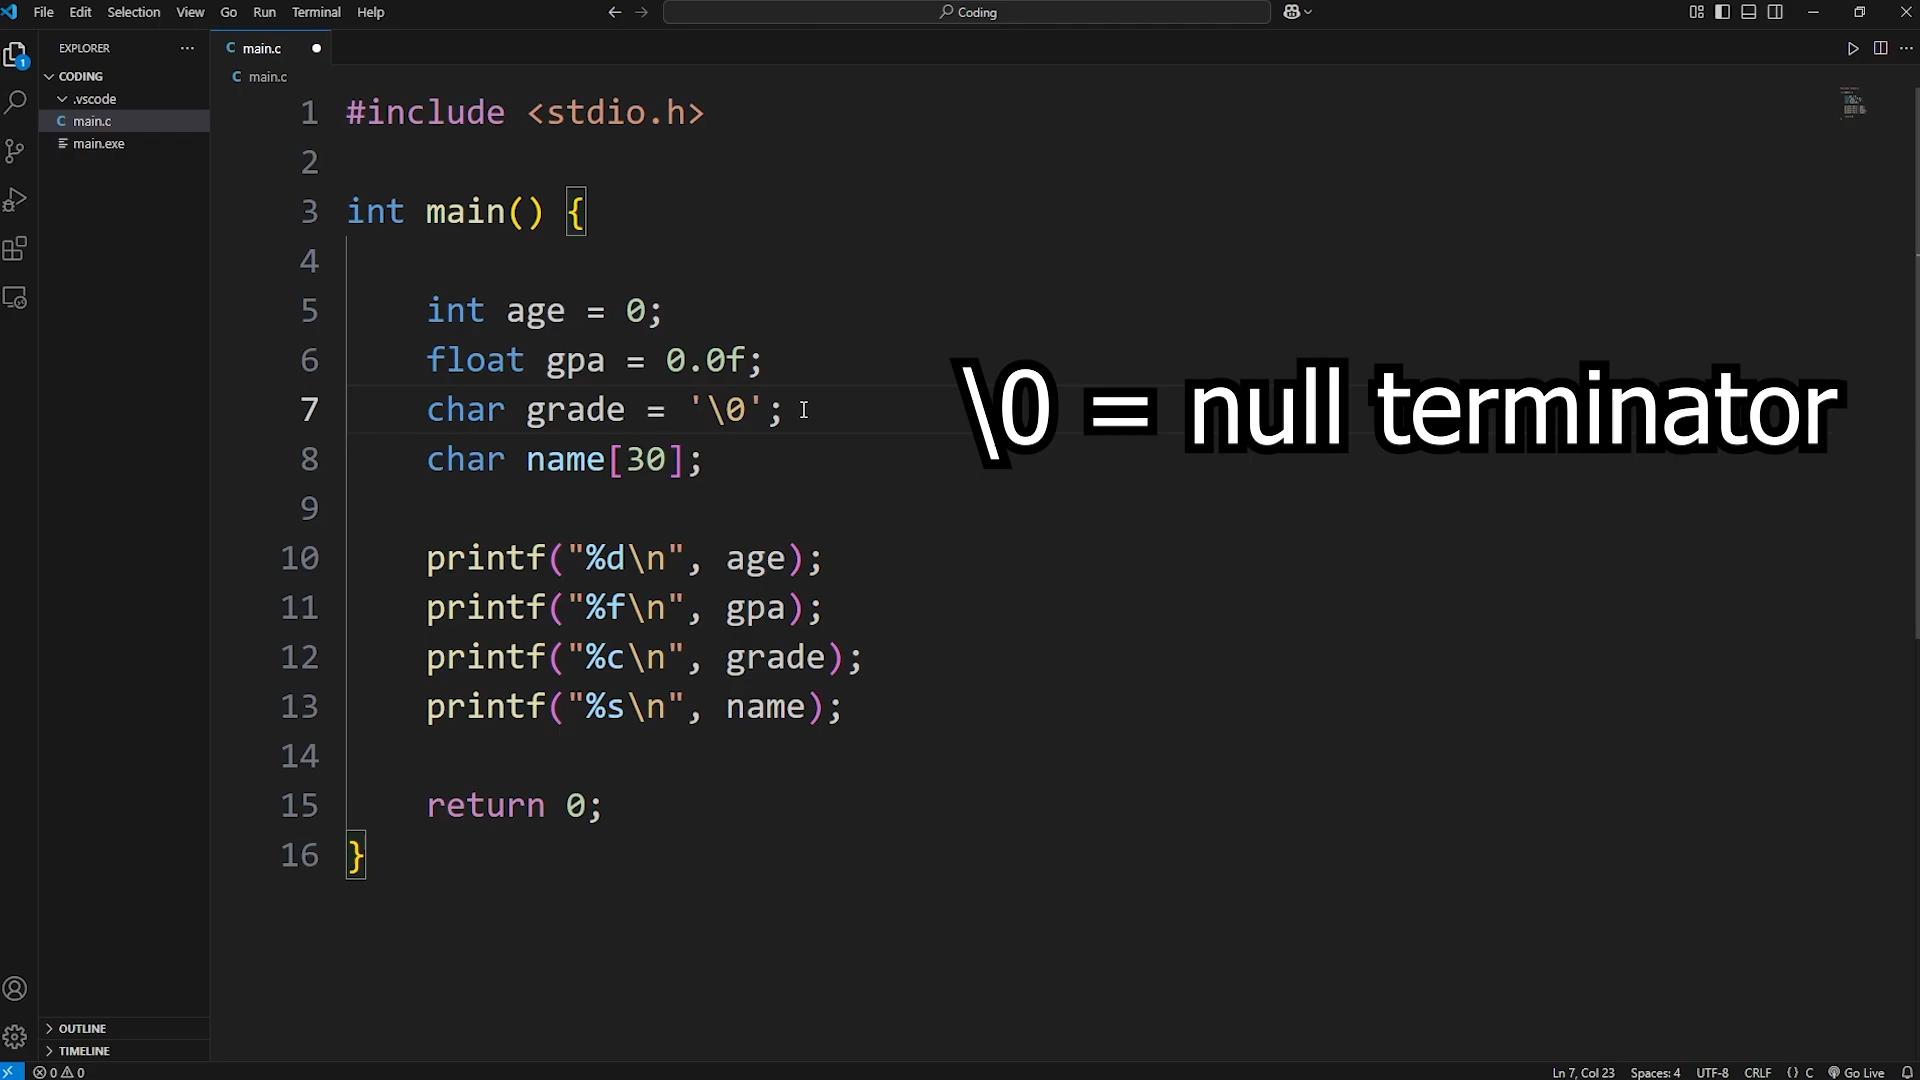 File Edit Selection View Go Run Terminal Help
Coding
EXPLORER
CODING
.vscode
C main.c
main.exe
OUTLINE
TIMELINE
1
C main.c
C main.c
1 #include <stdio.h>
2
3 int main() {
4
5 int age = 0;
6 float gpa = 0.0f;
7 char grade = '\0';
8 char name[30];
9
10 printf("%d\n", age);
11 printf("%f\n", gpa);
12 printf("%c\n", grade);
13 printf("%s\n", name);
14
15 return 0;
16 }
\0 = null terminator
0 0
Ln 7, Col 23 Spaces: 4 UTF-8 CRLF {} C Go Live